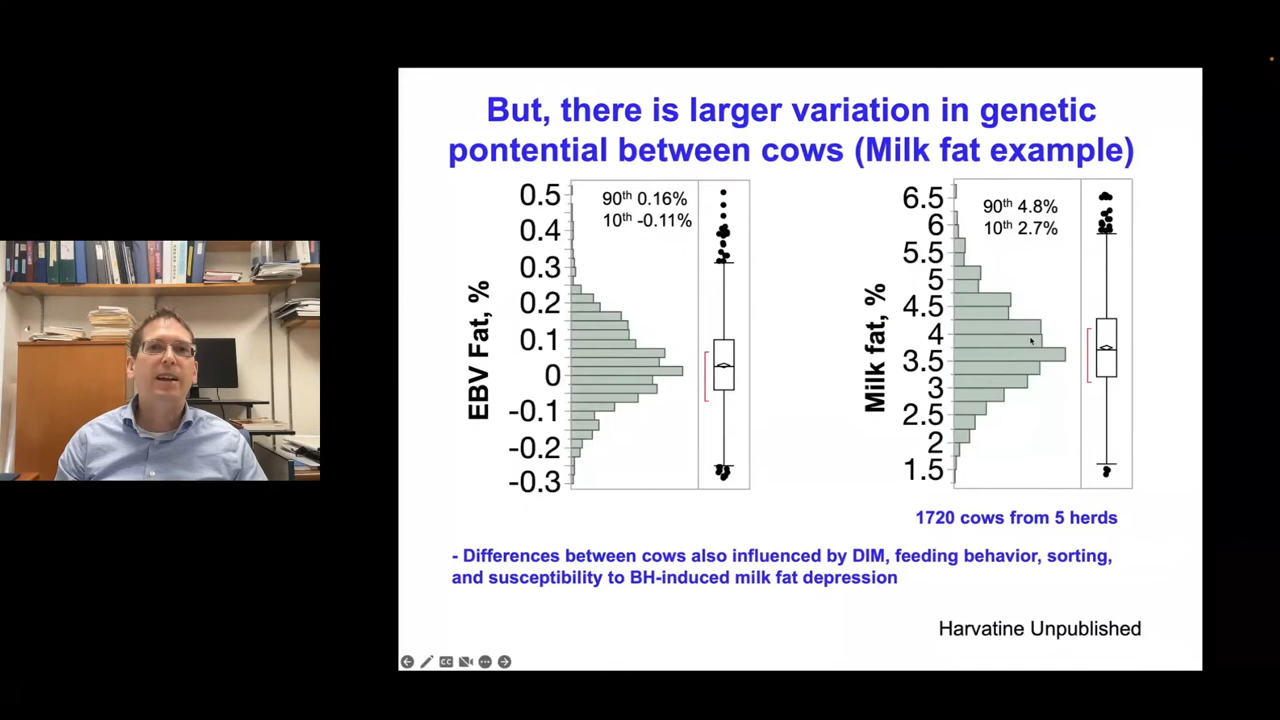 But, there is larger variation in genetic
pontential between cows (Milk fat example)
EBV Fat, %
0.5
0.4
0.3
0.2
0.1
0
-0.1
-0.2
-0.3
90th 0.16%
10th -0.11%
Milk fat, %
6.5
6
5.5
5
4.5
4
3.5
3
2.5
2
1.5
90th 4.8%
10th 2.7%
1720 cows from 5 herds
- Differences between cows also influenced by DIM, feeding behavior, sorting,
and susceptibility to BH-induced milk fat depression
Harvatine Unpublished
CC